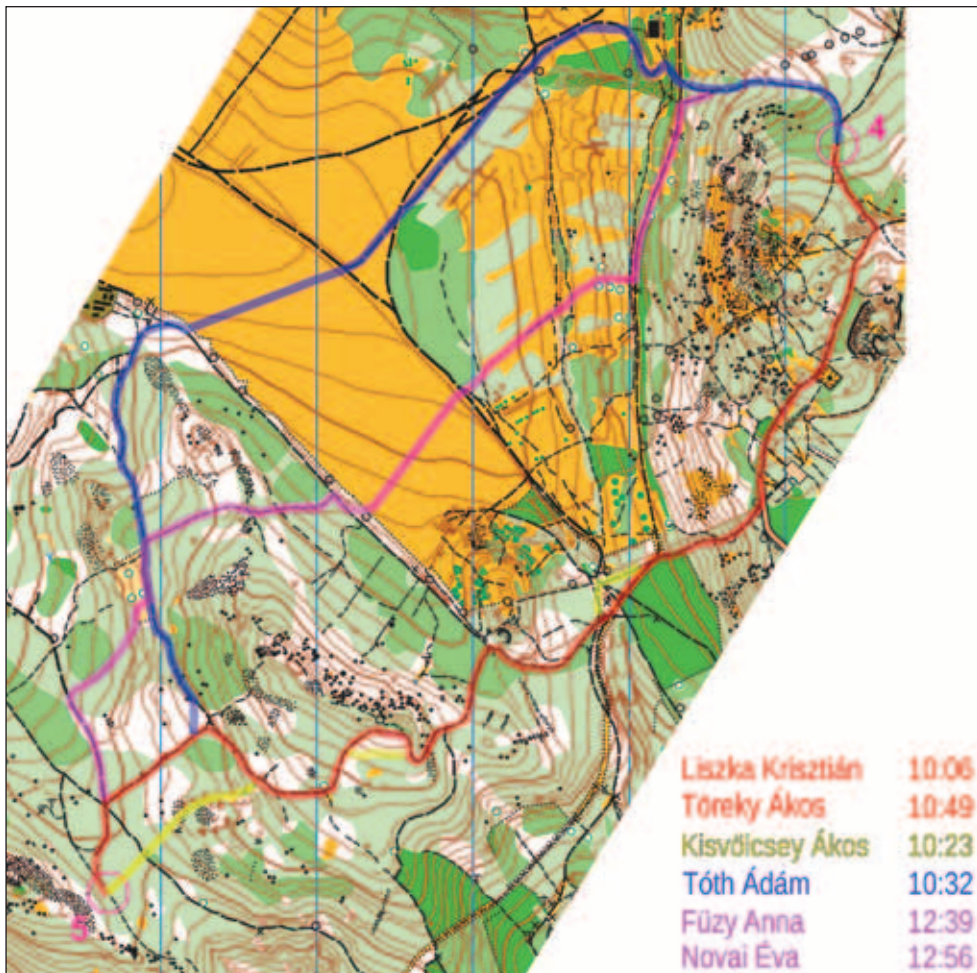 4
Liszka Krisztián 10:06
Töreky Ákos 10:49
Kisvölcsey Ákos 10:23
Tóth Ádám 10:32
Füzy Anna 12:39
Novai Éva 12:56
5